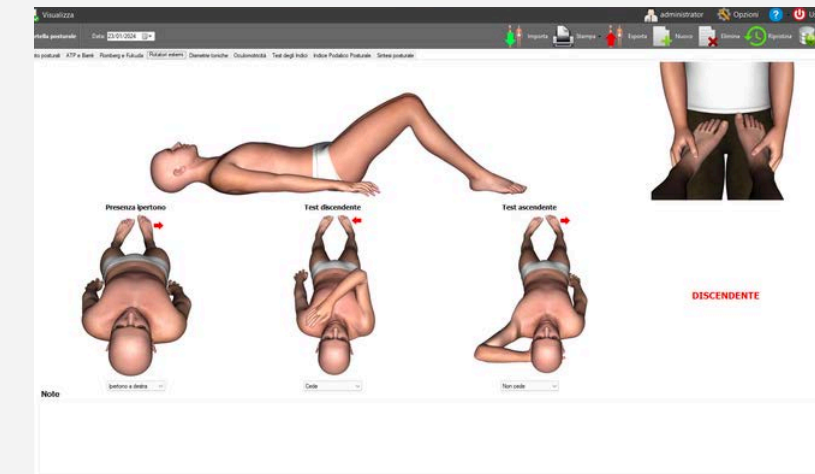 Visualizza
administrator
Opzioni
?
Data 23/01/2024
Importa
Stampa
Esporta
Nuovo
Elimina
Ripristina
ATP e Barré
Romberg e Fukuda
Rotatori esterni
Diametrie toniche
Oculomotricità
Test degli Indici
Indice Podalico Posturale
Sintesi posturale
Presenza ipertono
Test discendente
Test ascendente
DISCENDENTE
Ipertono a destra
Cede
Non cede
Note